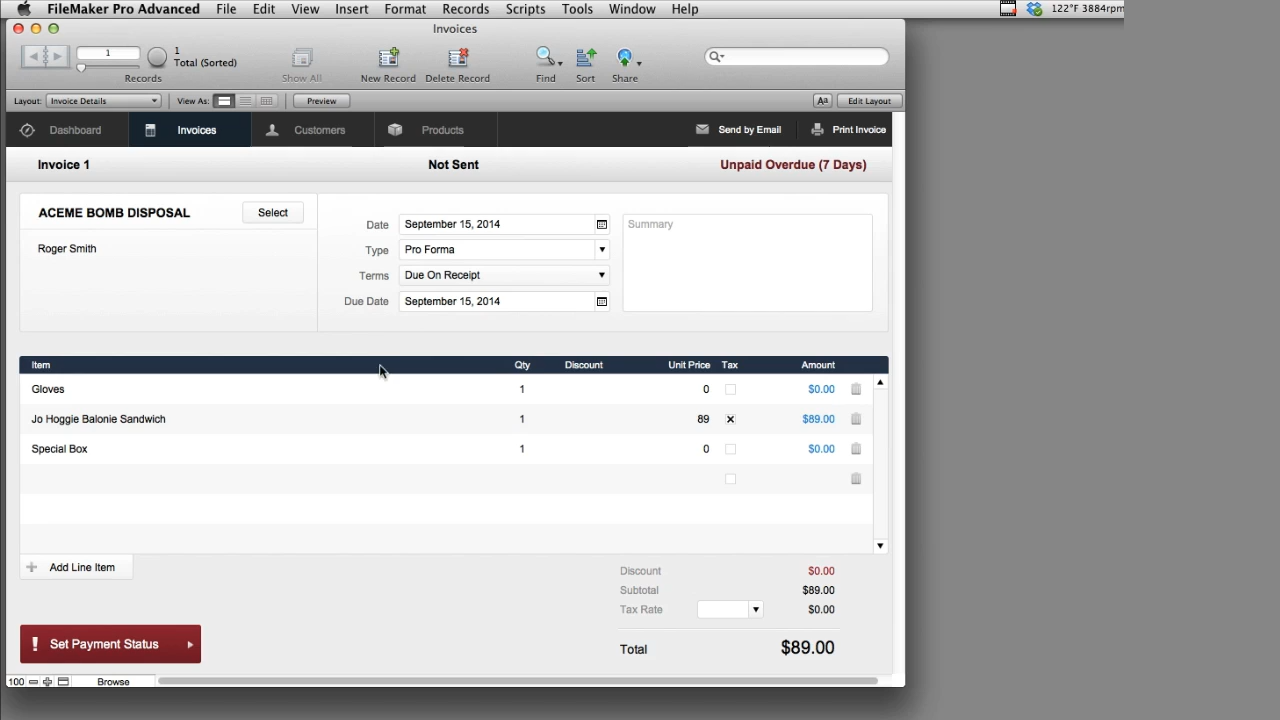 FileMaker Pro Advanced File Edit View Insert Format Records Scripts Tools Window Help 122°F 3884rpm
Invoices
1 1 Total (Sorted)
Records Show All New Record Delete Record Find Sort Share
Layout: Invoice Details View As: Preview Aa Edit Layout
Dashboard Invoices Customers Products Send by Email Print Invoice
Invoice 1 Not Sent Unpaid Overdue (7 Days)
ACEME BOMB DISPOSAL Select
Roger Smith
Date September 15, 2014
Type Pro Forma
Terms Due On Receipt
Due Date September 15, 2014
Summary
Item Qty Discount Unit Price Tax Amount
Gloves 1 0 $0.00
Jo Hoggie Balonie Sandwich 1 89 $89.00
Special Box 1 0 $0.00
Add Line Item
Discount $0.00
Subtotal $89.00
Tax Rate $0.00
! Set Payment Status
Total $89.00
100 Browse